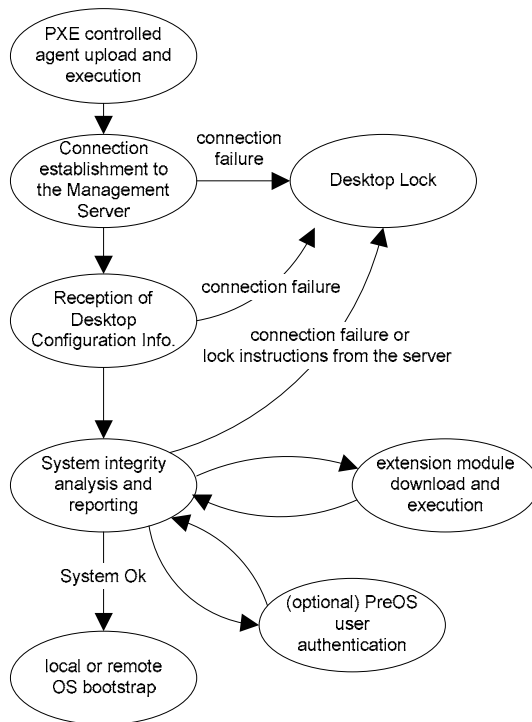 PXE controlled
agent upload and
execution
Connection
establishment to
the Management
Server
connection
failure
Desktop Lock
Reception of
Desktop
Configuration Info.
connection failure
connection failure or
lock instructions from the server
System integrity
analysis and
reporting
extension module
download and
execution
System Ok
(optional) PreOS
user
authentication
local or remote
OS bootstrap